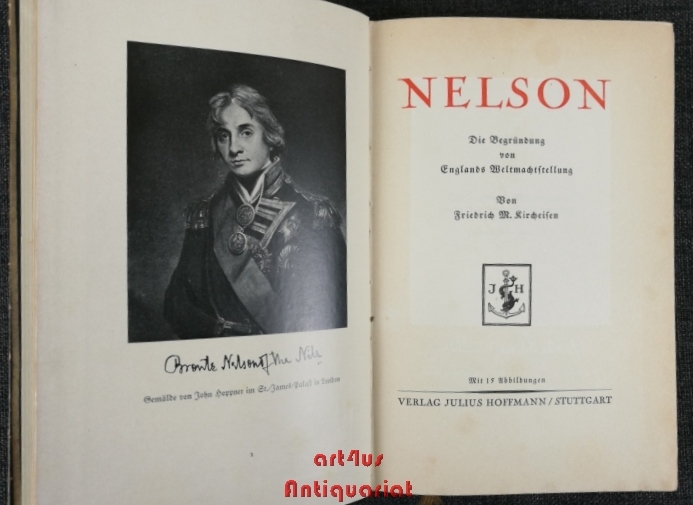 Bronte Nelson of the Nile
Gemälde von John Hoppner im St. James-Palast in London
NELSON
Die Begründung
von
Englands Weltmachtstellung
Von
Friedrich M. Kircheisen
J H
Mit 15 Abbildungen
VERLAG JULIUS HOFFMANN / STUTTGART
art4us
Antiquariat